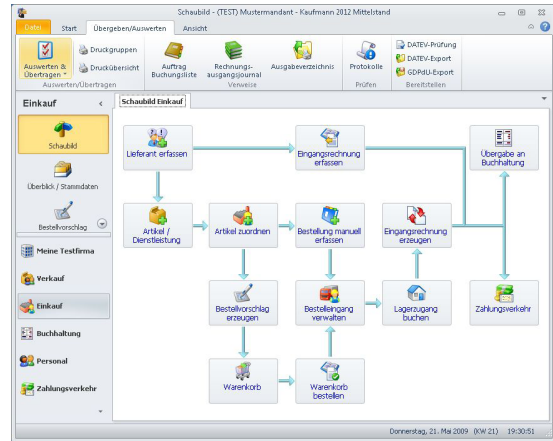 Schaubild - (TEST) Mustermandant - Kaufmann 2012 Mittelstand
Datei Start Übergeben/Auswerten Ansicht
Auswerten & Übertragen
Druckgruppen
Druckübersicht
Auswerten/Übertragen
Auftrag Buchungsliste
Rechnungs-ausgangsjournal
Ausgabeverzeichnis
Verweise
Protokolle
Prüfen
DATEV-Prüfung
DATEV-Export
GDPdU-Export
Bereitstellen
Einkauf
Schaubild
Überblick / Stammdaten
Bestellvorschlag
Meine Testfirma
Verkauf
Einkauf
Buchhaltung
Personal
Zahlungsverkehr
Schaubild Einkauf
Lieferant erfassen
Eingangsrechnung erfassen
Übergabe an Buchhaltung
Artikel / Dienstleistung
Artikel zuordnen
Bestellung manuell erfassen
Eingangsrechnung erzeugen
Bestellvorschlag erzeugen
Bestelleingang verwalten
Lagerzugang buchen
Zahlungsverkehr
Warenkorb
Warenkorb bestellen
Donnerstag, 21. Mai 2009 (KW 21) 19:30:51